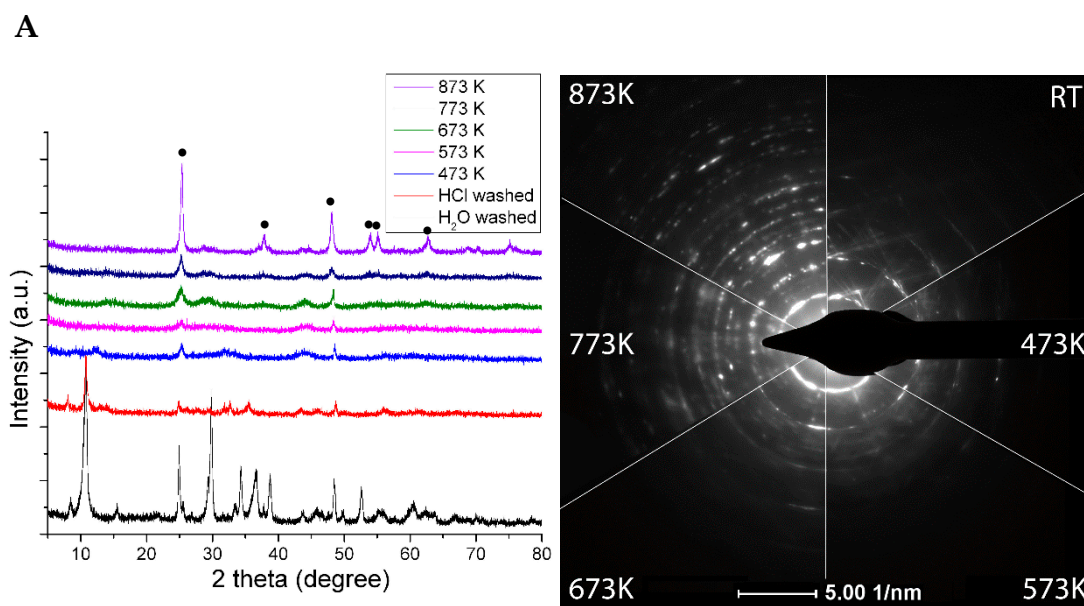 A
873 K
773 K
673 K
573 K
473 K
HCl washed
H₂O washed
Intensity (a.u.)
10 20 30 40 50 60 70 80
2 theta (degree)
873K
RT
773K
473K
673K
5.00 1/nm
573K